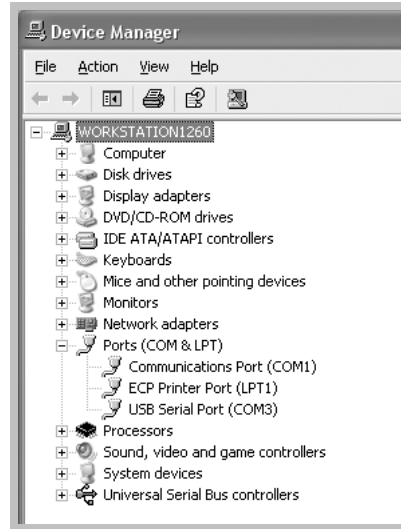 Device Manager
File Action View Help
WORKSTATION1260
Computer
Disk drives
Display adapters
DVD/CD-ROM drives
IDE ATA/ATAPI controllers
Keyboards
Mice and other pointing devices
Monitors
Network adapters
Ports (COM & LPT)
Communications Port (COM1)
ECP Printer Port (LPT1)
USB Serial Port (COM3)
Processors
Sound, video and game controllers
System devices
Universal Serial Bus controllers